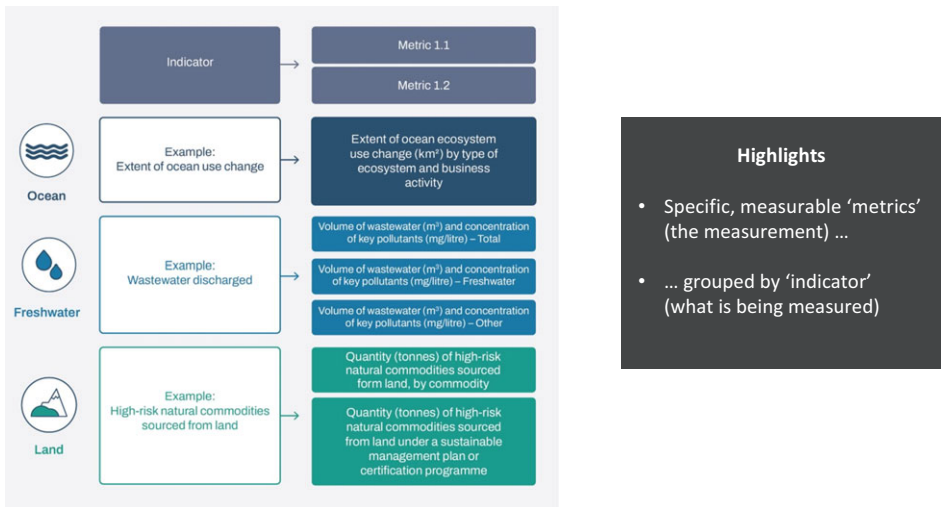 Indicator
Metric 1.1
Metric 1.2
Ocean
Example:
Extent of ocean use change
Extent of ocean ecosystem
use change (km²) by type of
ecosystem and business
activity
Freshwater
Example:
Wastewater discharged
Volume of wastewater (m³) and concentration
of key pollutants (mg/litre) – Total
Volume of wastewater (m³) and concentration
of key pollutants (mg/litre) – Freshwater
Volume of wastewater (m³) and concentration
of key pollutants (mg/litre) – Other
Land
Example:
High-risk natural commodities
sourced from land
Quantity (tonnes) of high-risk
natural commodities sourced
form land, by commodity
Quantity (tonnes) of high-risk
natural commodities sourced
from land under a sustainable
management plan or
certification programme
Highlights
• Specific, measurable ‘metrics’
(the measurement) …
• … grouped by ‘indicator’
(what is being measured)